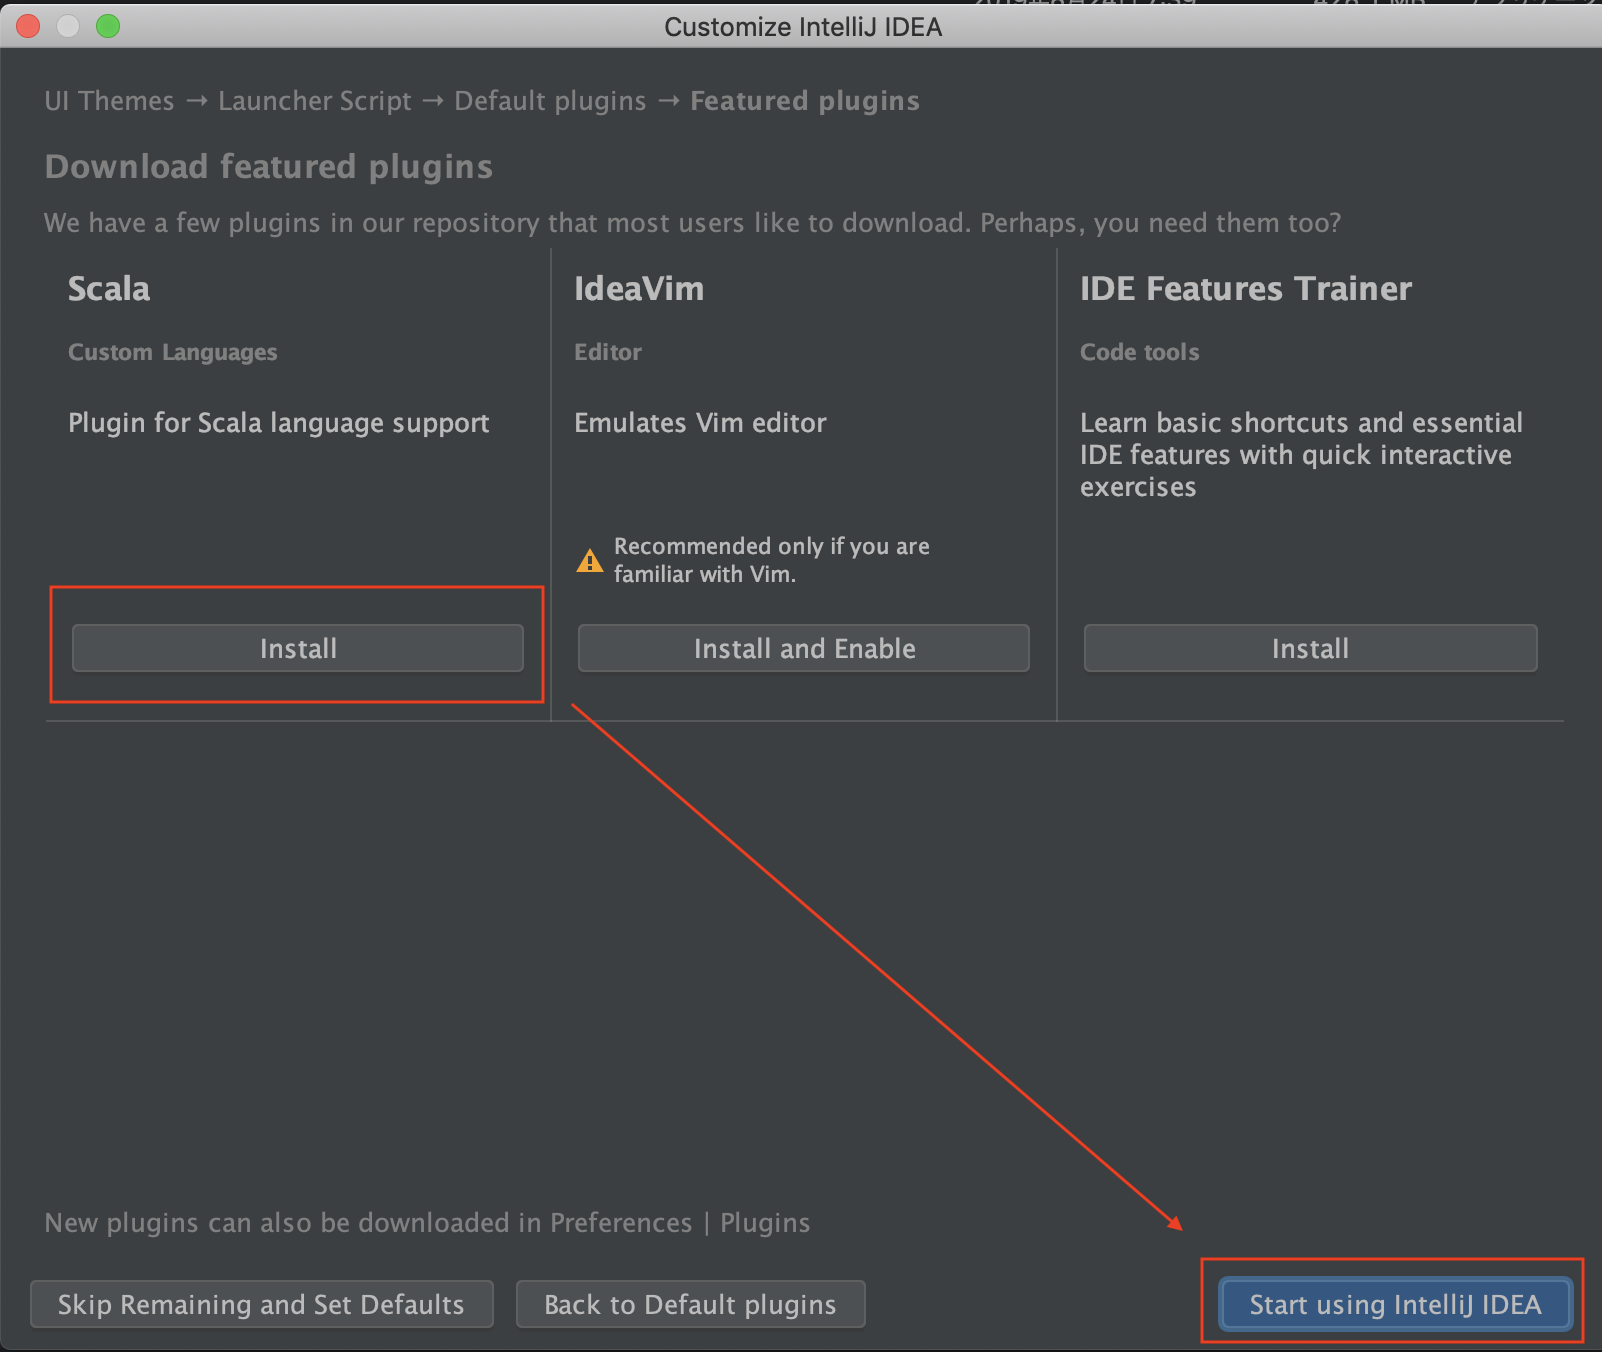 Customize IntelliJ IDEA
UI Themes → Launcher Script → Default plugins → Featured plugins
Download featured plugins
We have a few plugins in our repository that most users like to download. Perhaps, you need them too?
Scala
Custom Languages
Plugin for Scala language support
Install
IdeaVim
Editor
Emulates Vim editor
Recommended only if you are
familiar with Vim.
Install and Enable
IDE Features Trainer
Code tools
Learn basic shortcuts and essential
IDE features with quick interactive
exercises
Install
New plugins can also be downloaded in Preferences | Plugins
Skip Remaining and Set Defaults
Back to Default plugins
Start using IntelliJ IDEA